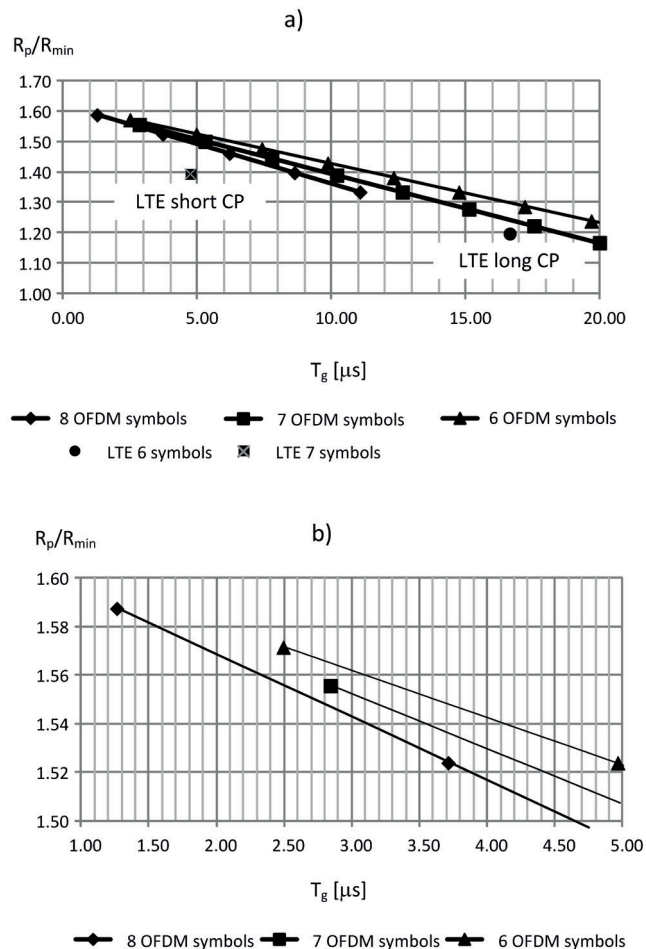 a)
Rp/Rmin
1.70
1.60
1.50
1.40
1.30
1.20
1.10
1.00
LTE short CP
LTE long CP
0.00 5.00 10.00 15.00 20.00
Tg [μs]
8 OFDM symbols 7 OFDM symbols 6 OFDM symbols
LTE 6 symbols LTE 7 symbols
b)
Rp/Rmin
1.60
1.58
1.56
1.54
1.52
1.50
1.00 1.50 2.00 2.50 3.00 3.50 4.00 4.50 5.00
Tg [μs]
8 OFDM symbols 7 OFDM symbols 6 OFDM symbols